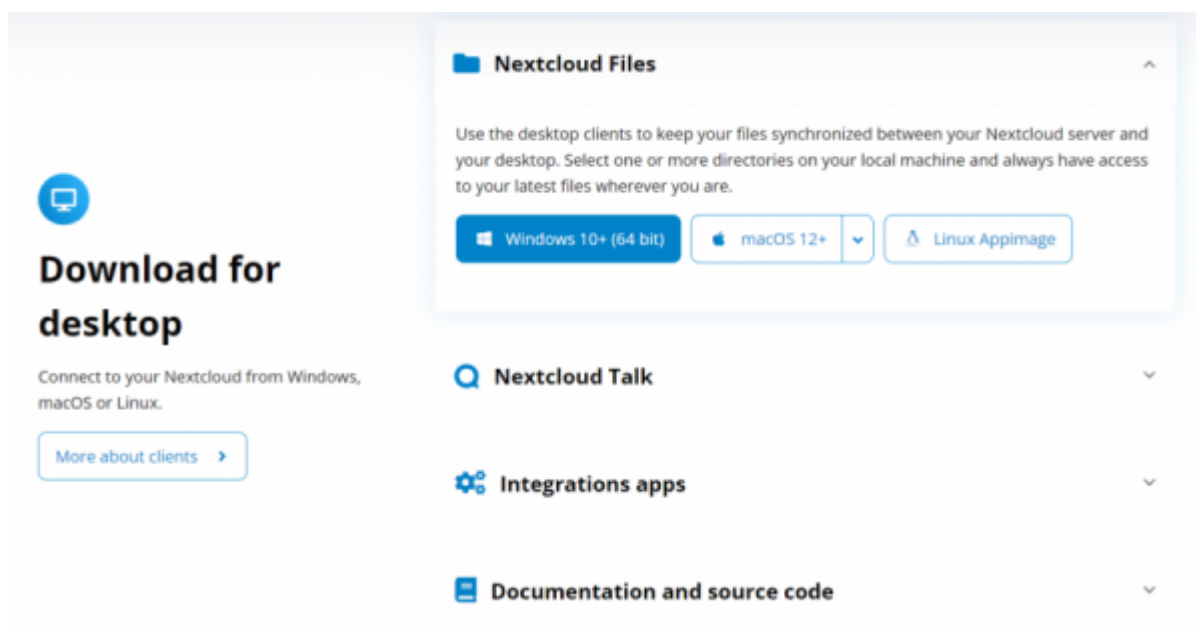 Download for
desktop
Connect to your Nextcloud from Windows,
macOS or Linux.
More about clients
Nextcloud Files
Use the desktop clients to keep your files synchronized between your Nextcloud server and
your desktop. Select one or more directories on your local machine and always have access
to your latest files wherever you are.
Windows 10+ (64 bit)
macOS 12+
Linux Appimage
Nextcloud Talk
Integrations apps
Documentation and source code